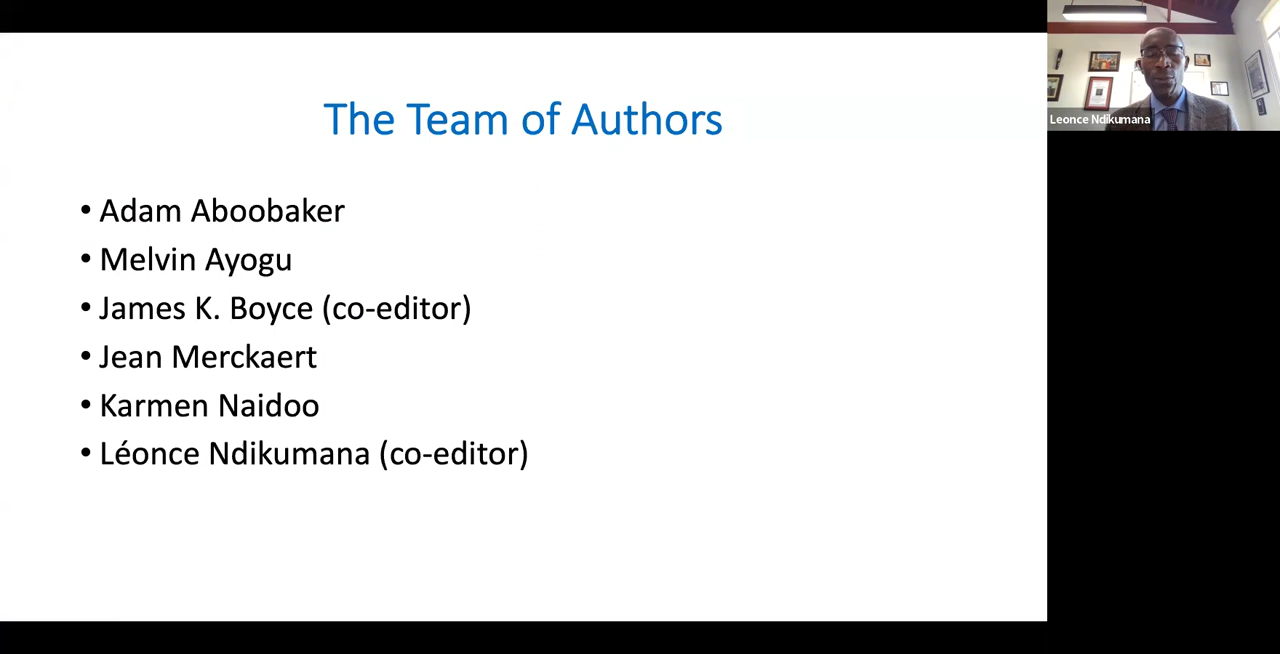 The Team of Authors
• Adam Aboobaker
• Melvin Ayogu
• James K. Boyce (co-editor)
• Jean Merckaert
• Karmen Naidoo
• Léonce Ndikumana (co-editor)
Leonce Ndikumana